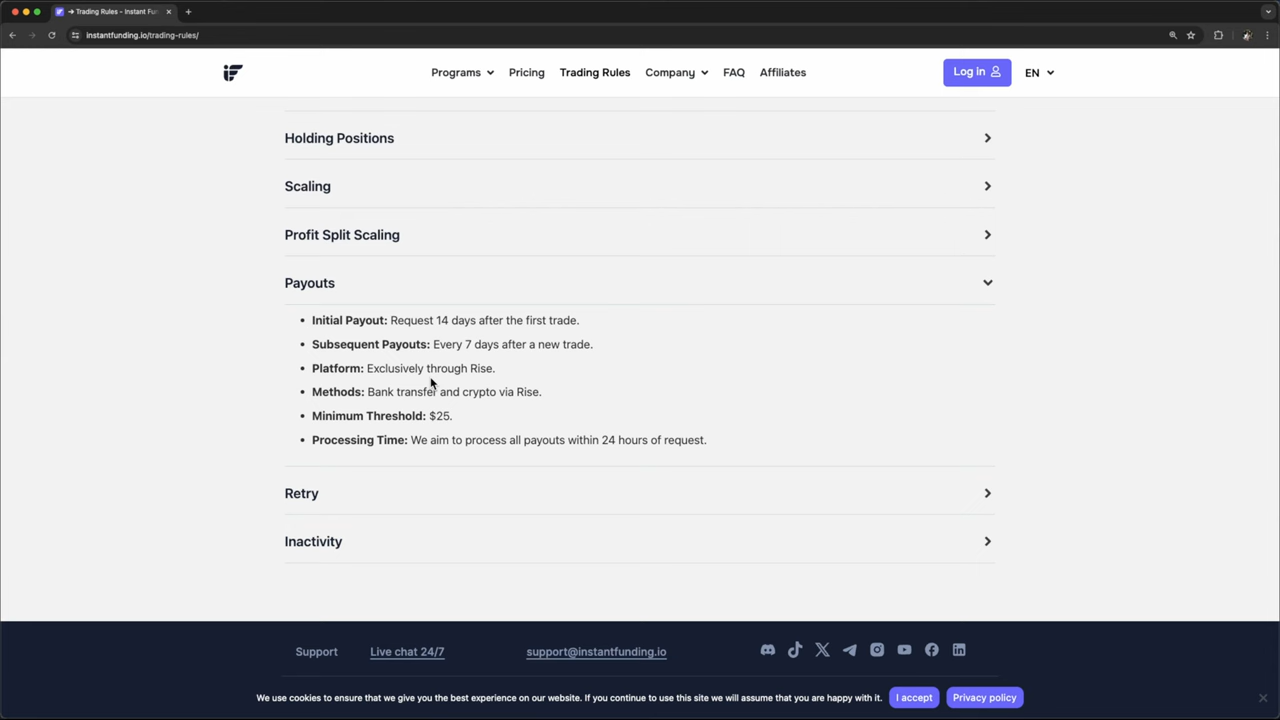 → Trading Rules - Instant Fun
instantfunding.io/trading-rules/
Programs
Pricing
Trading Rules
Company
FAQ
Affiliates
Log in
EN
Holding Positions
Scaling
Profit Split Scaling
Payouts
• Initial Payout: Request 14 days after the first trade.
• Subsequent Payouts: Every 7 days after a new trade.
• Platform: Exclusively through Rise.
• Methods: Bank transfer and crypto via Rise.
• Minimum Threshold: $25.
• Processing Time: We aim to process all payouts within 24 hours of request.
Retry
Inactivity
Support
Live chat 24/7
support@instantfunding.io
We use cookies to ensure that we give you the best experience on our website. If you continue to use this site we will assume that you are happy with it.
I accept
Privacy policy